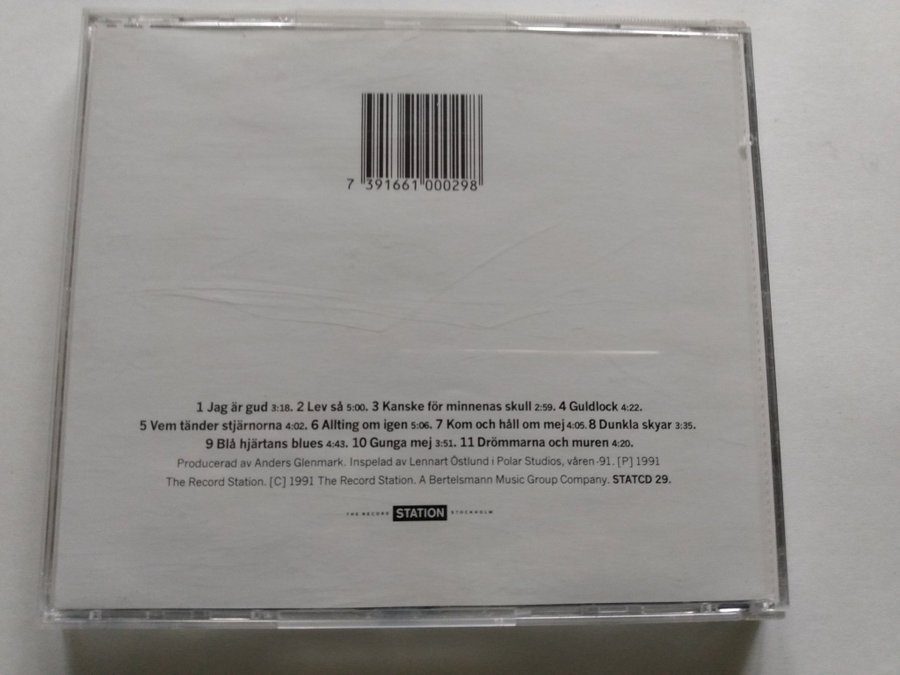 7 391661 000298
1 Jag är gud 3:18. 2 Lev så 5:00. 3 Kanske för minnenas skull 2:59. 4 Guldlock 4:22.
5 Vem tänder stjärnorna 4:02. 6 Allting om igen 5:06. 7 Kom och håll om mej 4:05. 8 Dunkla skyar 3:35.
9 Blå hjärtans blues 4:43. 10 Gunga mej 3:51. 11 Drömmarna och muren 4:20.
Producerad av Anders Glenmark. Inspelad av Lennart Östlund i Polar Studios, våren -91. [P] 1991
The Record Station. [C] 1991 The Record Station. A Bertelsmann Music Group Company. STATCD 29.
THE RECORD STATION STOCKHOLM